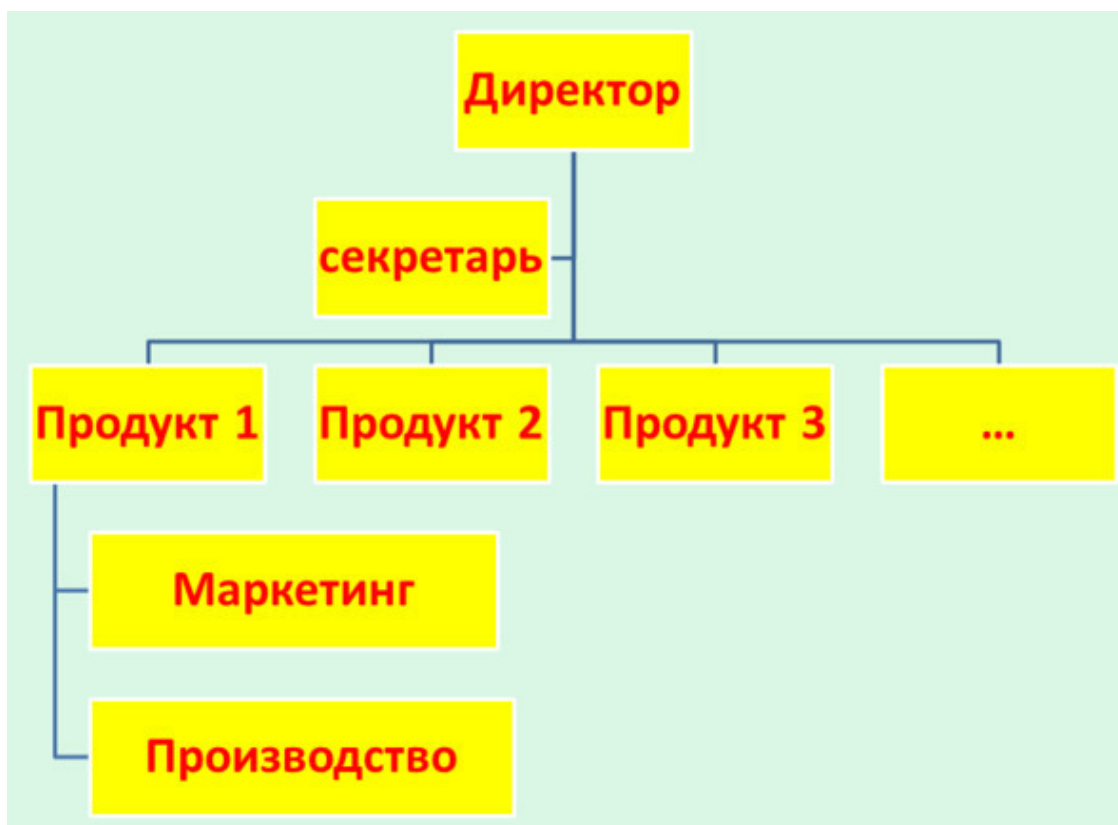 Директор
секретарь
Продукт 1
Продукт 2
Продукт 3
...
Маркетинг
Производство